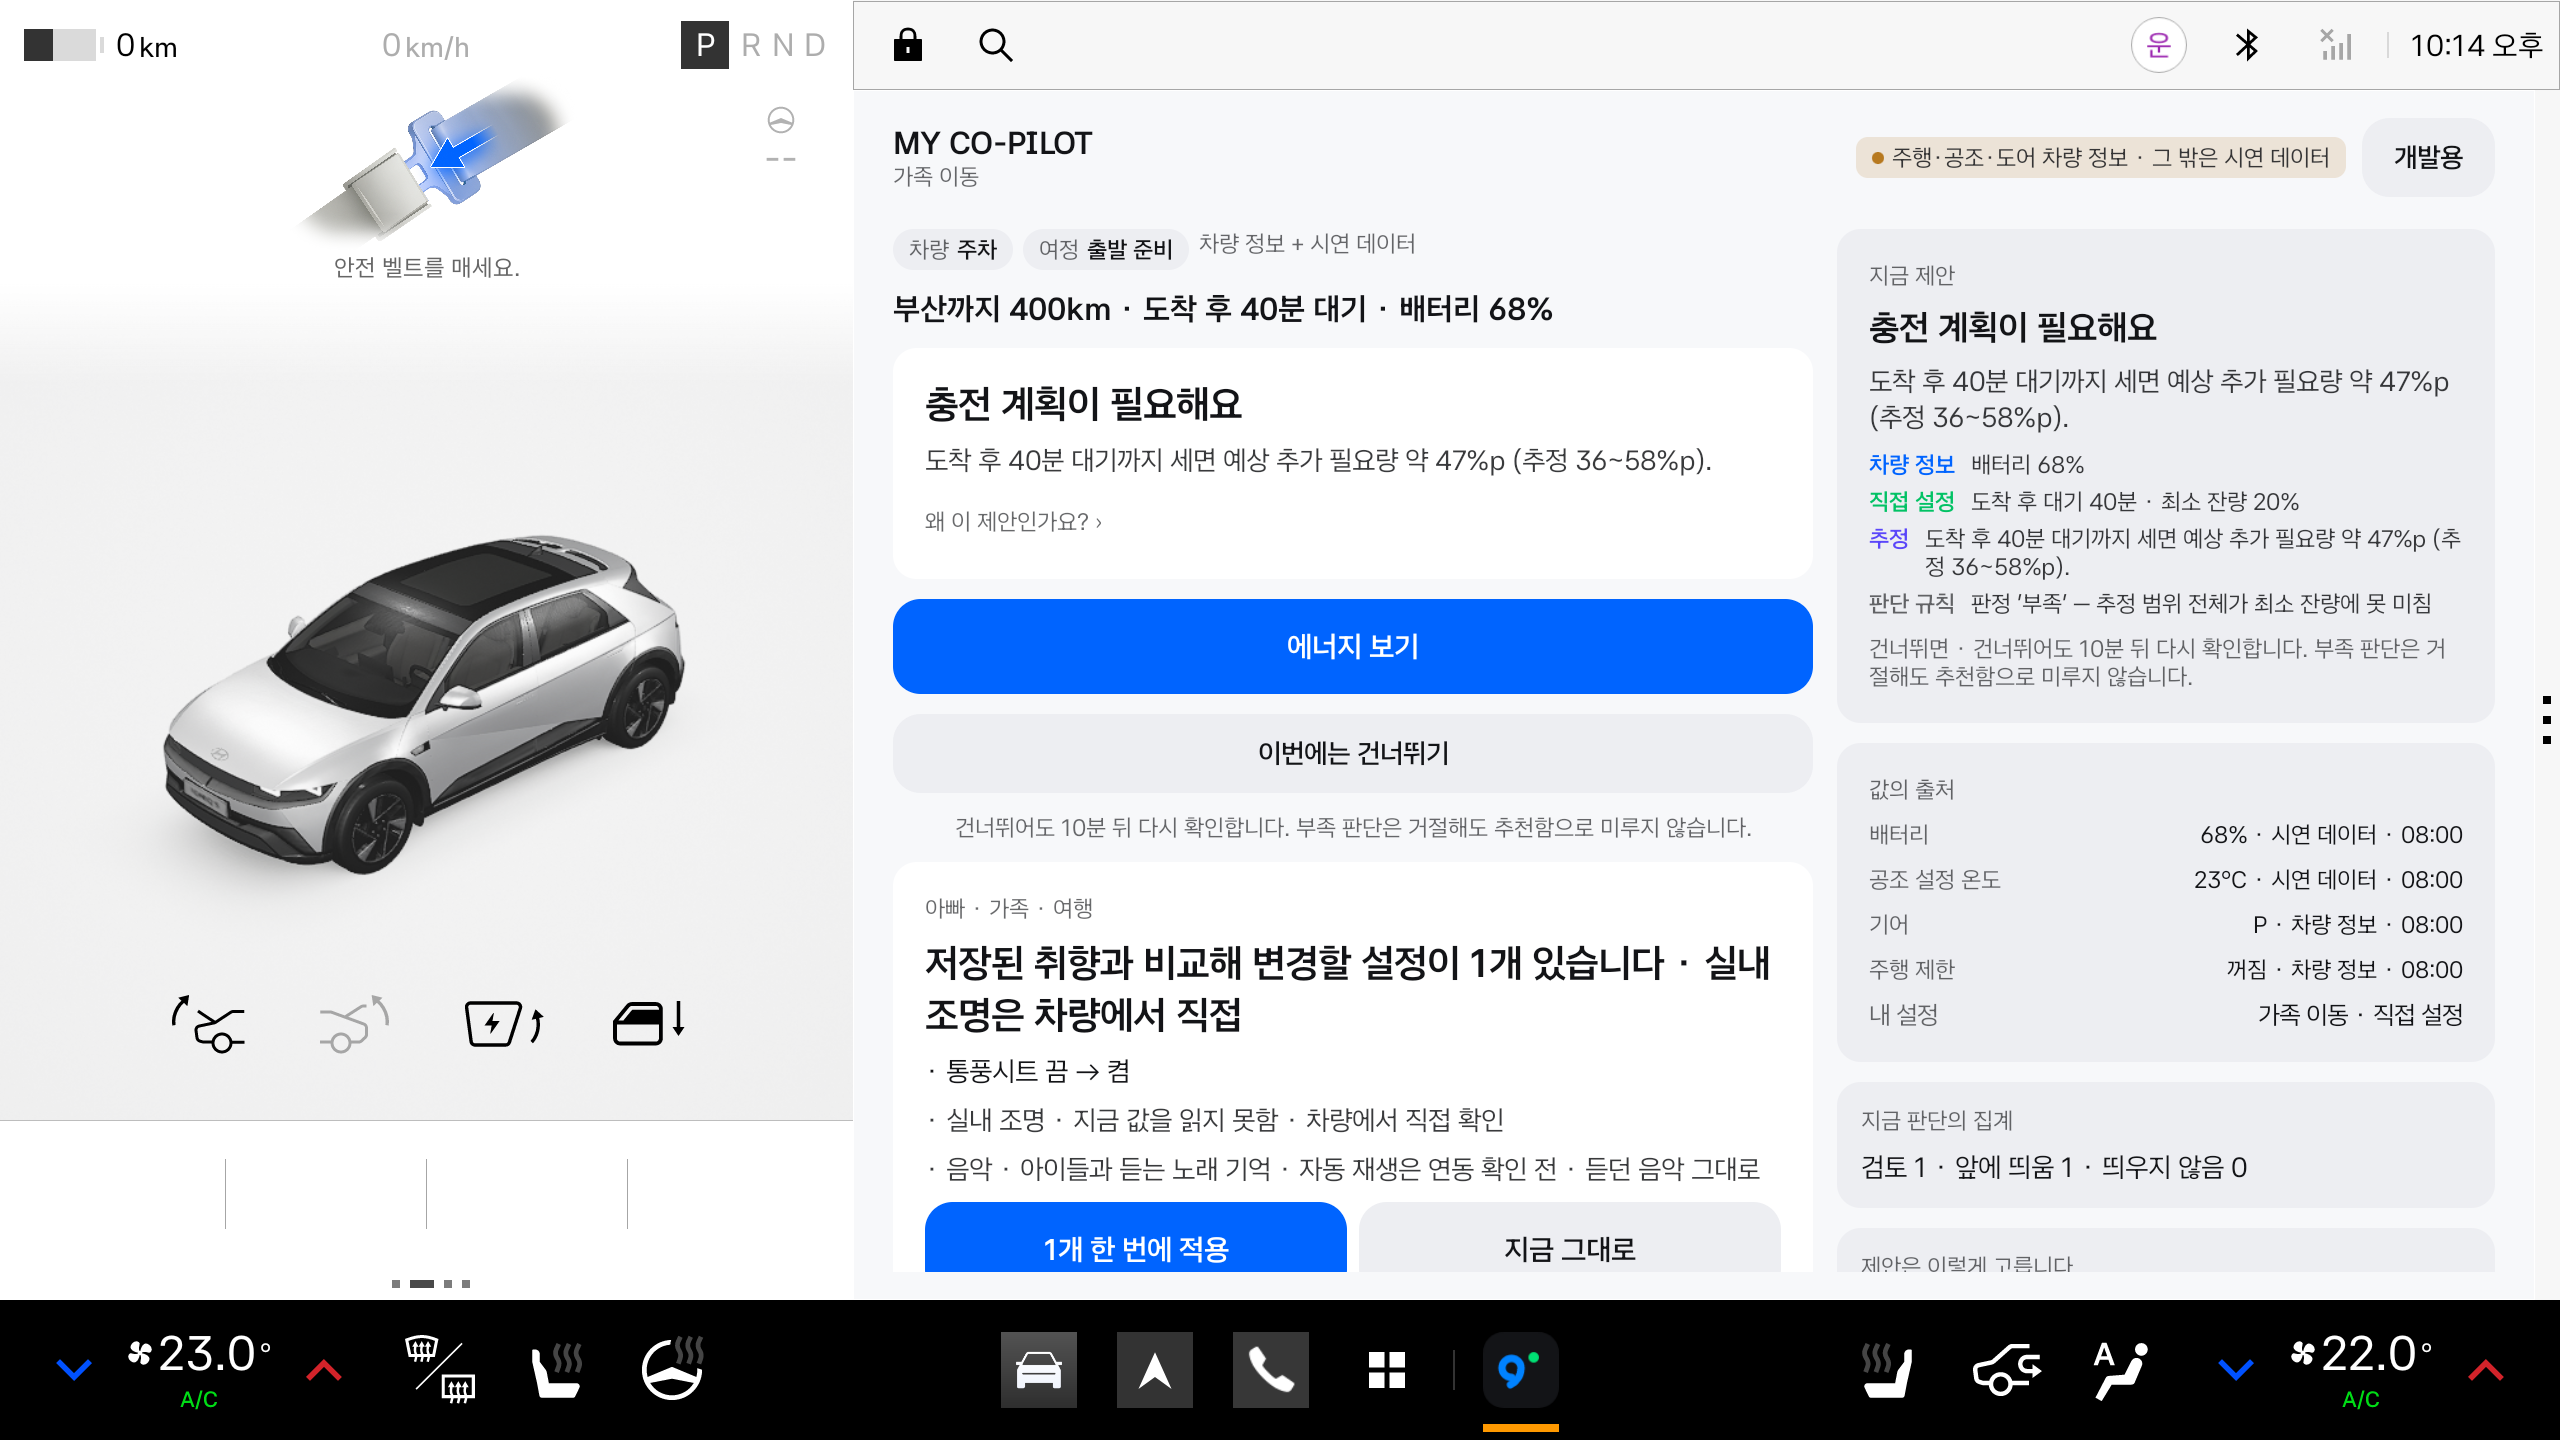 0 km
0 km/h
P R N D
운
10:14 오후
안전 벨트를 매세요.
MY CO-PILOT
가족 이동
주행·공조·도어 차량 정보 · 그 밖은 시연 데이터
개발용
차량 주차
여정 출발 준비
차량 정보 + 시연 데이터
부산까지 400km · 도착 후 40분 대기 · 배터리 68%
충전 계획이 필요해요
도착 후 40분 대기까지 세면 예상 추가 필요량 약 47%p (추정 36~58%p).
왜 이 제안인가요? ›
에너지 보기
이번에는 건너뛰기
건너뛰어도 10분 뒤 다시 확인합니다. 부족 판단은 거절해도 추천함으로 미루지 않습니다.
아빠 · 가족 · 여행
저장된 취향과 비교해 변경할 설정이 1개 있습니다 · 실내
조명은 차량에서 직접
· 통풍시트 끔 → 켬
· 실내 조명 · 지금 값을 읽지 못함 · 차량에서 직접 확인
· 음악 · 아이들과 듣는 노래 기억 · 자동 재생은 연동 확인 전 · 듣던 음악 그대로
1개 한 번에 적용
지금 그대로
지금 제안
충전 계획이 필요해요
도착 후 40분 대기까지 세면 예상 추가 필요량 약 47%p
(추정 36~58%p).
차량 정보 배터리 68%
직접 설정 도착 후 대기 40분 · 최소 잔량 20%
추정 도착 후 40분 대기까지 세면 예상 추가 필요량 약 47%p (추
정 36~58%p).
판단 규칙 판정 '부족' – 추정 범위 전체가 최소 잔량에 못 미침
건너뛰면 · 건너뛰어도 10분 뒤 다시 확인합니다. 부족 판단은 거
절해도 추천함으로 미루지 않습니다.
값의 출처
배터리 68% · 시연 데이터 · 08:00
공조 설정 온도 23°C · 시연 데이터 · 08:00
기어 P · 차량 정보 · 08:00
주행 제한 꺼짐 · 차량 정보 · 08:00
내 설정 가족 이동 · 직접 설정
지금 판단의 집계
검토 1 · 앞에 띄움 1 · 띄우지 않음 0
제안은 이렇게 고릅니다
23.0°
A/C
A
22.0°
A/C